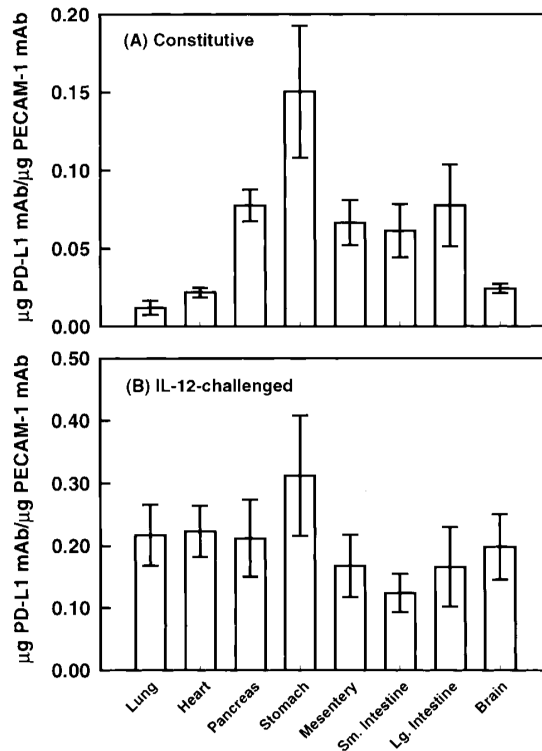 (A) Constitutive
µg PD-L1 mAb/µg PECAM-1 mAb
0.20
0.15
0.10
0.05
0.00
(B) IL-12-challenged
µg PD-L1 mAb/µg PECAM-1 mAb
0.50
0.40
0.30
0.20
0.10
0.00
Lung
Heart
Pancreas
Stomach
Mesentery
Sm. Intestine
Lg. Intestine
Brain